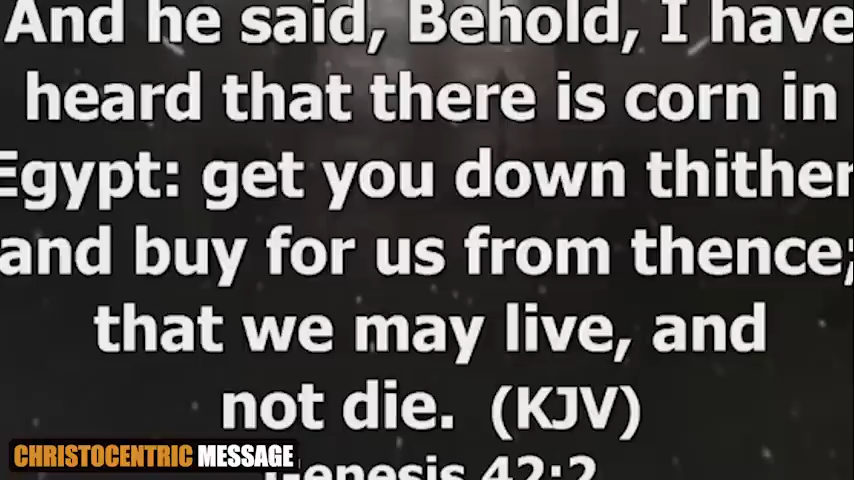 And he said, Behold, I have
heard that there is corn in
Egypt: get you down thither
and buy for us from thence;
that we may live, and
not die. (KJV)
Genesis 42:2
CHRISTOCENTRIC MESSAGE